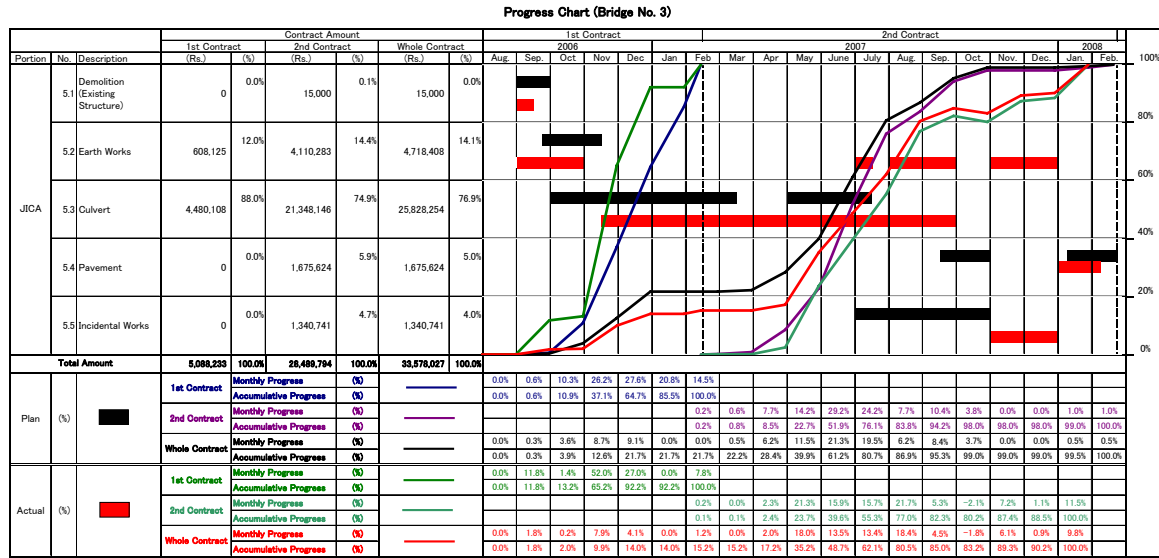 Progress Chart (Bridge No. 3)
Contract Amount 1st Contract 2nd Contract
1st Contract 2nd Contract Whole Contract 2006 2007 2008
Portion No. Description (Rs.) (%) (Rs.) (%) (Rs.) (%) Aug. Sep. Oct Nov Dec Jan Feb Mar Apr May June July Aug. Sep. Oct. Nov. Dec. Jan. Feb.
100%
80%
60%
40%
20%
0%
JICA
5.1 Demolition (Existing Structure) 0 0.0% 15,000 0.1% 15,000 0.0%
5.2 Earth Works 608,125 12.0% 4,110,283 14.4% 4,718,408 14.1%
5.3 Culvert 4,480,108 88.0% 21,348,146 74.9% 25,828,254 76.9%
5.4 Pavement 0 0.0% 1,675,624 5.9% 1,675,624 5.0%
5.5 Incidental Works 0 0.0% 1,340,741 4.7% 1,340,741 4.0%
Total Amount 5,088,233 100.0% 28,489,794 100.0% 33,578,027 100.0%
Plan (%)
1st Contract Monthly Progress (%) 0.0% 0.6% 10.3% 26.2% 27.6% 20.8% 14.5%
Accumulative Progress (%) 0.0% 0.6% 10.9% 37.1% 64.7% 85.5% 100.0%
2nd Contract Monthly Progress (%) 0.2% 0.6% 7.7% 14.2% 29.2% 24.2% 7.7% 10.4% 3.8% 0.0% 0.0% 1.0% 1.0%
Accumulative Progress (%) 0.2% 0.8% 8.5% 22.7% 51.9% 76.1% 83.8% 94.2% 98.0% 98.0% 98.0% 99.0% 100.0%
Whole Contract Monthly Progress (%) 0.0% 0.3% 3.6% 8.7% 9.1% 0.0% 0.0% 0.5% 6.2% 11.5% 21.3% 19.5% 6.2% 8.4% 3.7% 0.0% 0.0% 0.5% 0.5%
Accumulative Progress (%) 0.0% 0.3% 3.9% 12.6% 21.7% 21.7% 21.7% 22.2% 28.4% 39.9% 61.2% 80.7% 86.9% 95.3% 99.0% 99.0% 99.0% 99.5% 100.0%
Actual (%)
1st Contract Monthly Progress (%) 0.0% 11.8% 1.4% 52.0% 27.0% 0.0% 7.8%
Accumulative Progress (%) 0.0% 11.8% 13.2% 65.2% 92.2% 92.2% 100.0%
2nd Contract Monthly Progress (%) 0.2% 0.0% 2.3% 21.3% 15.9% 15.7% 21.7% 5.3% -2.1% 7.2% 1.1% 11.5%
Accumulative Progress (%) 0.1% 0.1% 2.4% 23.7% 39.6% 55.3% 77.0% 82.3% 80.2% 87.4% 88.5% 100.0%
Whole Contract Monthly Progress (%) 0.0% 1.8% 0.2% 7.9% 4.1% 0.0% 1.2% 0.0% 2.0% 18.0% 13.5% 13.4% 18.4% 4.5% -1.8% 6.1% 0.9% 9.8%
Accumulative Progress (%) 0.0% 1.8% 2.0% 9.9% 14.0% 14.0% 15.2% 15.2% 17.2% 35.2% 48.7% 62.1% 80.5% 85.0% 83.2% 89.3% 90.2% 100.0%